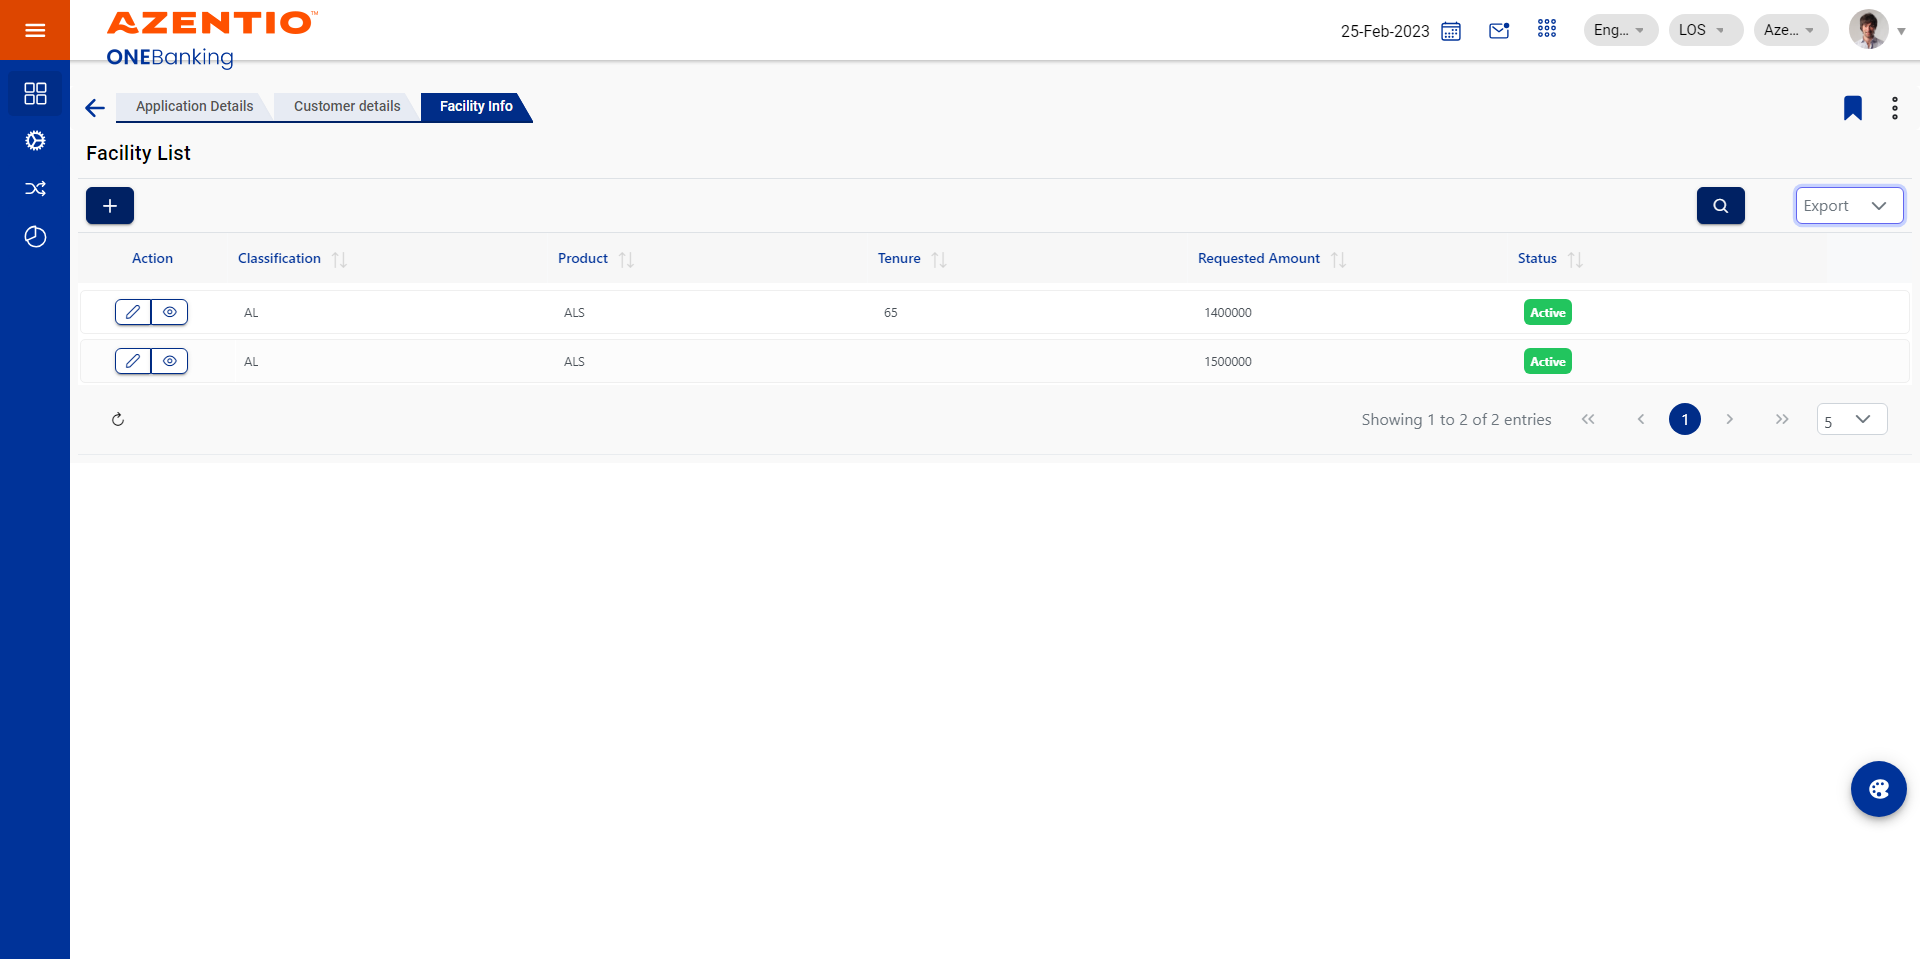 AZENTIO™
ONEBanking
25-Feb-2023
Eng...
LOS
Aze...
Application Details
Customer details
Facility Info
Facility List
Export
Action Classification Product Tenure Requested Amount Status
AL ALS 65 1400000 Active
AL ALS 1500000 Active
Showing 1 to 2 of 2 entries
1
5